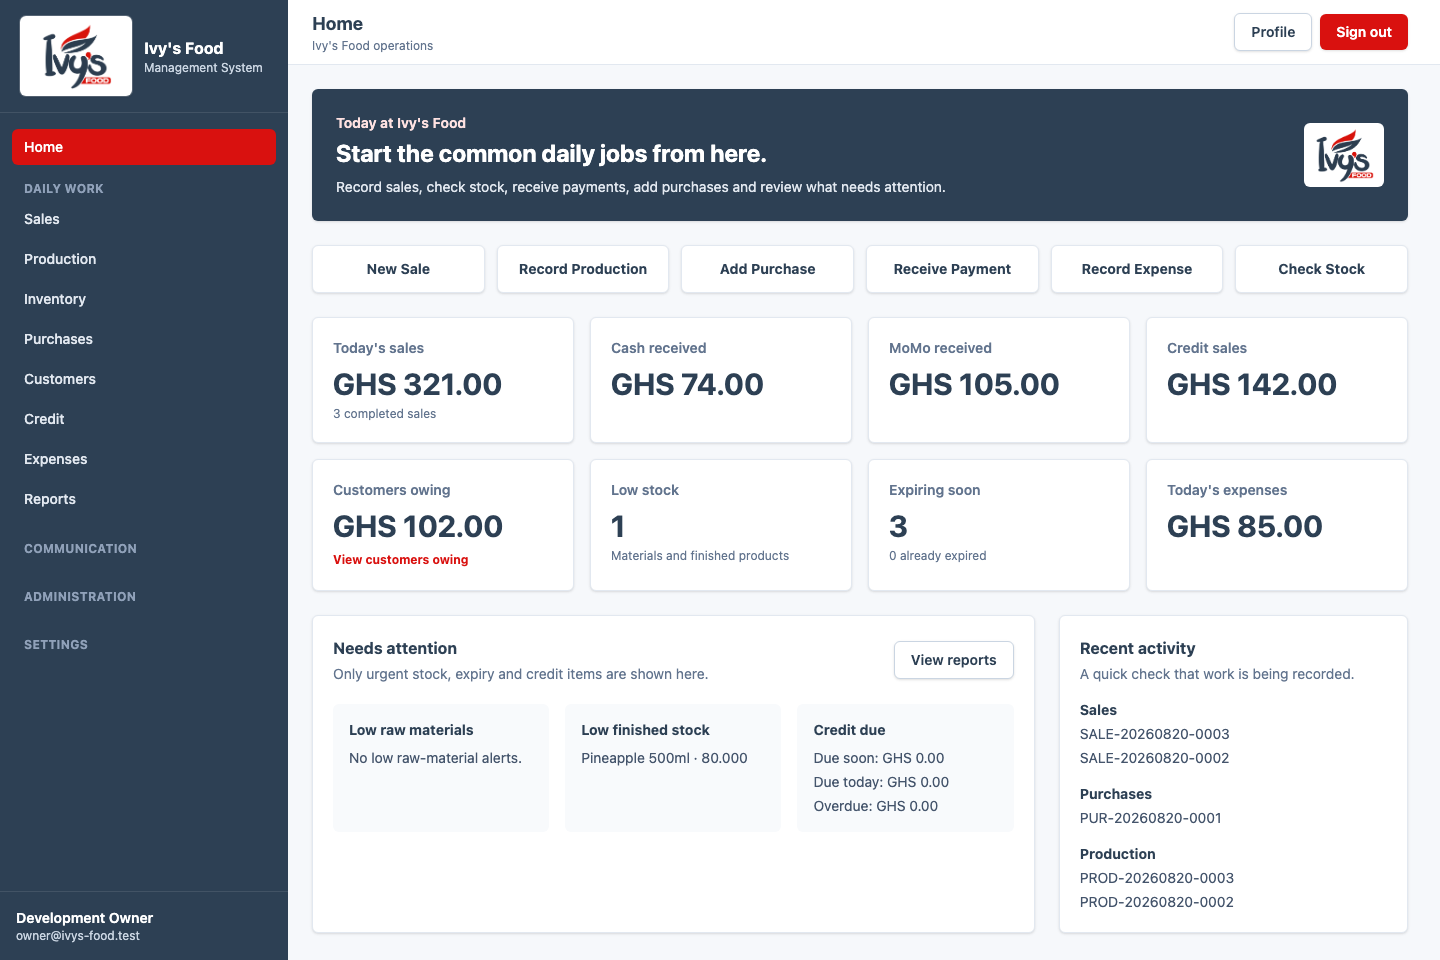 Ivy's
FOOD
Ivy's Food
Management System
Home
DAILY WORK
Sales
Production
Inventory
Purchases
Customers
Credit
Expenses
Reports
COMMUNICATION
ADMINISTRATION
SETTINGS
Development Owner
owner@ivys-food.test
Home
Ivy's Food operations
Profile
Sign out
Today at Ivy's Food
Start the common daily jobs from here.
Record sales, check stock, receive payments, add purchases and review what needs attention.
Ivy's
FOOD
New Sale
Record Production
Add Purchase
Receive Payment
Record Expense
Check Stock
Today's sales
GHS 321.00
3 completed sales
Cash received
GHS 74.00
MoMo received
GHS 105.00
Credit sales
GHS 142.00
Customers owing
GHS 102.00
View customers owing
Low stock
1
Materials and finished products
Expiring soon
3
0 already expired
Today's expenses
GHS 85.00
Needs attention
Only urgent stock, expiry and credit items are shown here.
View reports
Low raw materials
No low raw-material alerts.
Low finished stock
Pineapple 500ml · 80.000
Credit due
Due soon: GHS 0.00
Due today: GHS 0.00
Overdue: GHS 0.00
Recent activity
A quick check that work is being recorded.
Sales
SALE-20260820-0003
SALE-20260820-0002
Purchases
PUR-20260820-0001
Production
PROD-20260820-0003
PROD-20260820-0002